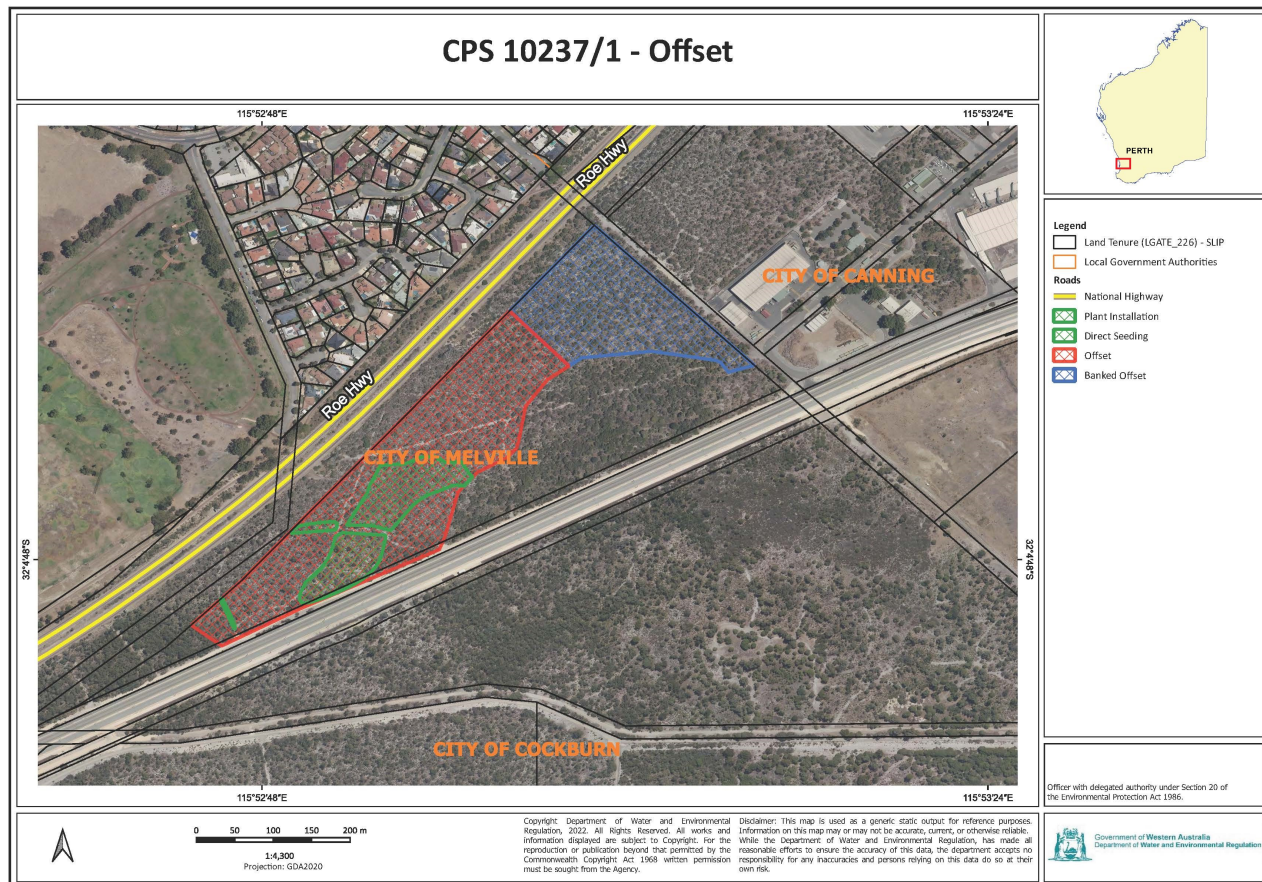 CPS 10237/1 - Offset
115°52'48"E
115°53'24"E
Roe Hwy
CITY OF CANNING
Roe Hwy
CITY OF MELVILLE
32°4'48"S
32°4'48"S
CITY OF COCKBURN
115°52'48"E
115°53'24"E
PERTH
Legend
Land Tenure (LGATE_226) - SLIP
Local Government Authorities
Roads
National Highway
Plant Installation
Direct Seeding
Offset
Banked Offset
Officer with delegated authority under Section 20 of
the Environmental Protection Act 1986.
0 50 100 150 200 m
1:4,300
Projection: GDA2020
Copyright Department of Water and Environmental
Regulation, 2022. All Rights Reserved. All works and
information displayed are subject to Copyright. For the
reproduction or publication beyond that permitted by the
Commonwealth Copyright Act 1968 written permission
must be sought from the Agency.
Disclaimer: This map is used as a generic static output for reference purposes.
Information on this map may or may not be accurate, current, or otherwise reliable.
While the Department of Water and Environmental Regulation, has made all
reasonable efforts to ensure the accuracy of this data, the department accepts no
responsibility for any inaccuracies and persons relying on this data do so at their
own risk.
Government of Western Australia
Department of Water and Environmental Regulation